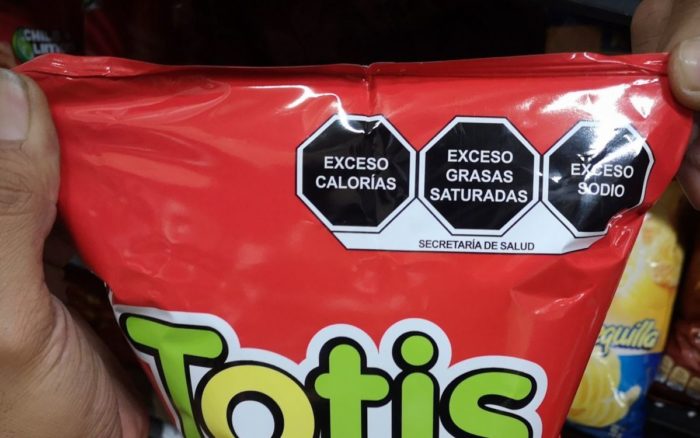 EXCESO
CALORÍAS
EXCESO
GRASAS
SATURADAS
EXCESO
SODIO
SECRETARÍA DE SALUD
Totis